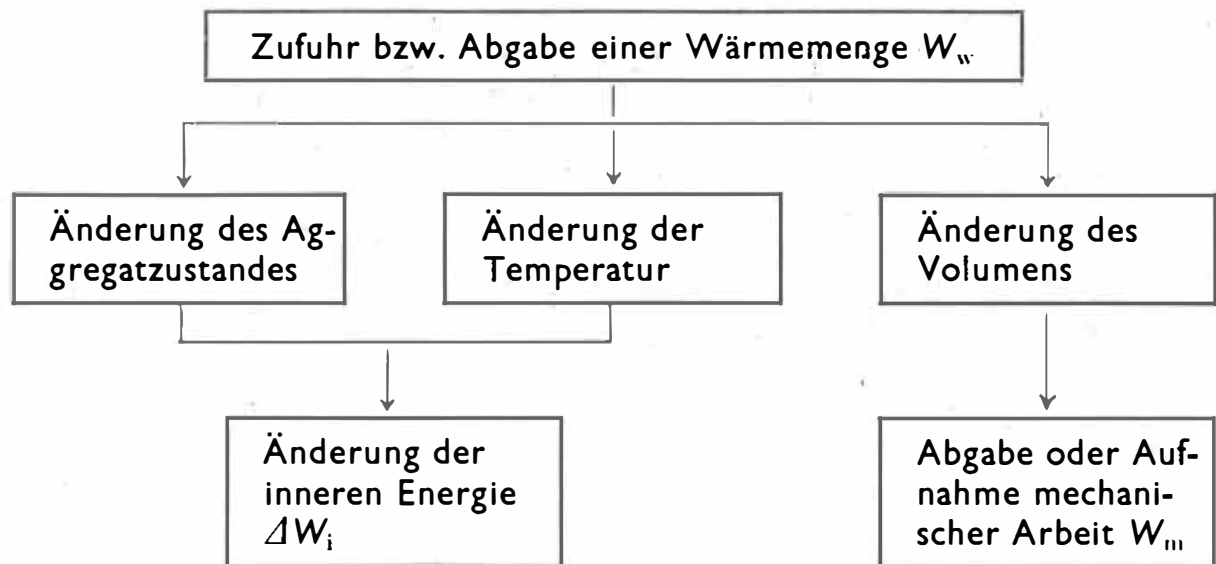 Zufuhr bzw. Abgabe einer Wärmemenge W_w
Änderung des Ag-
gregatzustandes
Änderung der
Temperatur
Änderung des
Volumens
Änderung der
inneren Energie
ΔW_i
Abgabe oder Auf-
nahme mechani-
scher Arbeit W_m